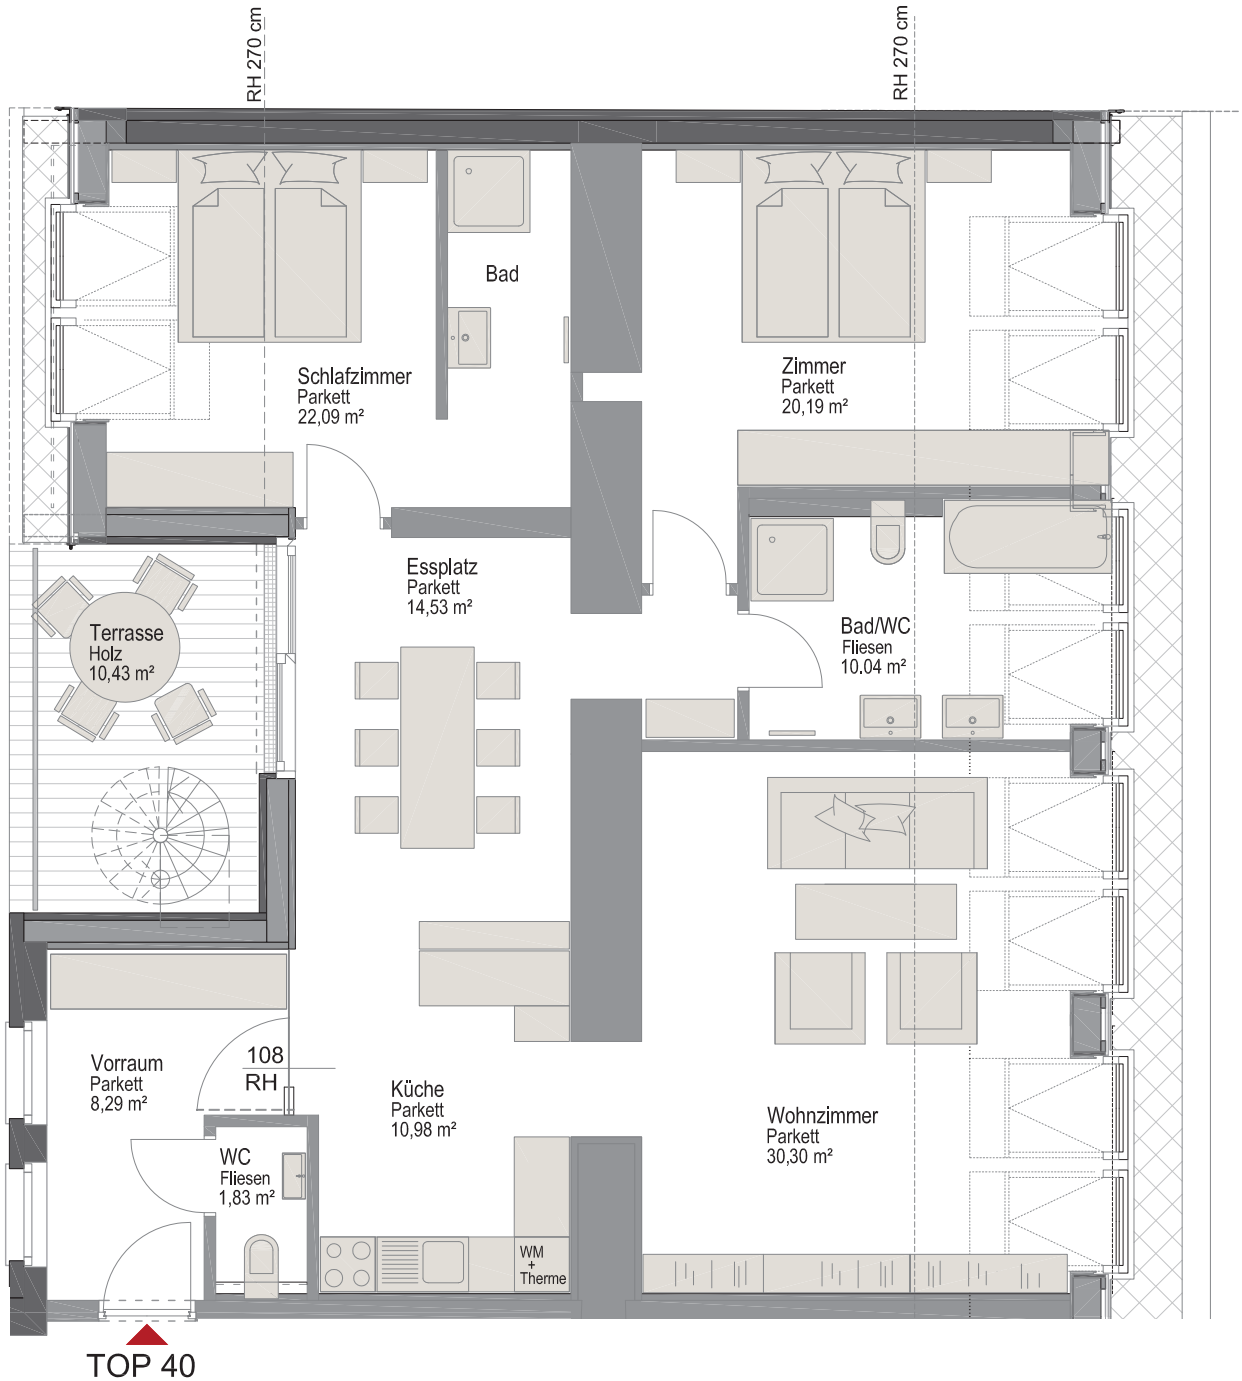 RH 270 cm
RH 270 cm
Bad
Schlafzimmer
Parkett
22,09 m²
Zimmer
Parkett
20,19 m²
Essplatz
Parkett
14,53 m²
Terrasse
Holz
10,43 m²
Bad/WC
Fliesen
10.04 m²
Vorraum
Parkett
8,29 m²
108
RH
Küche
Parkett
10,98 m²
Wohnzimmer
Parkett
30,30 m²
WC
Fliesen
1,83 m²
WM
+
Therme
TOP 40